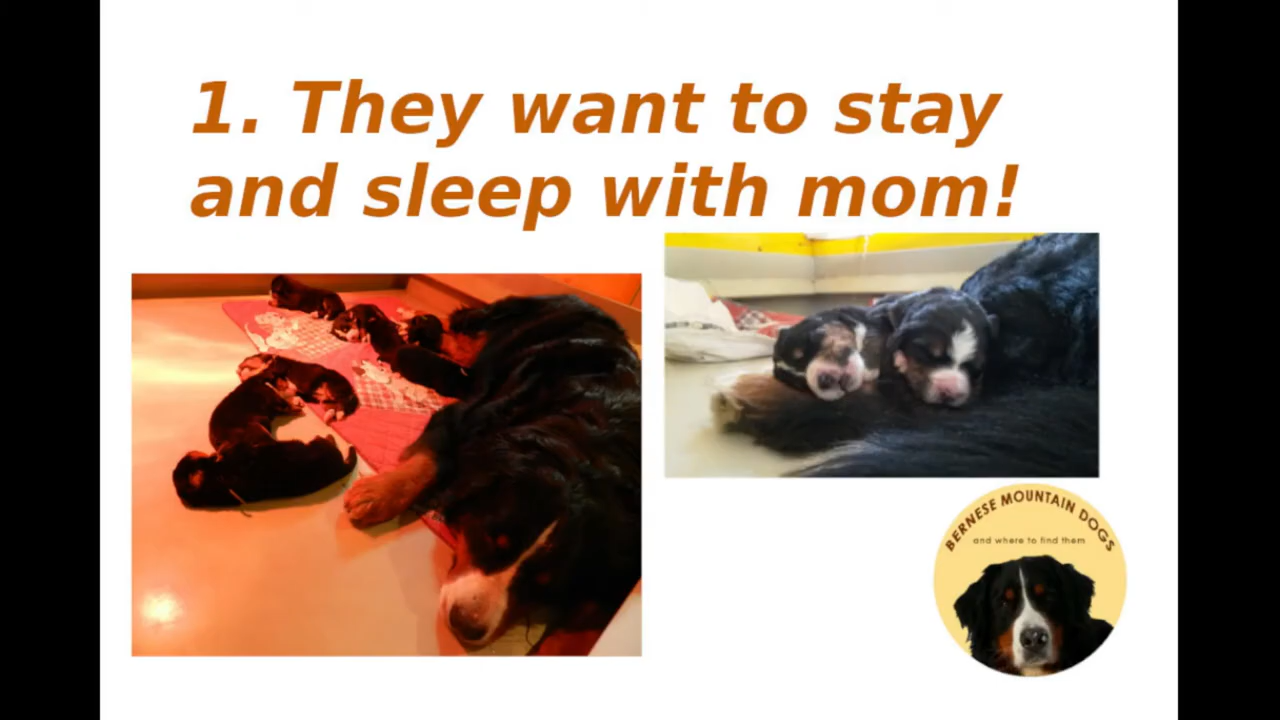 1. They want to stay
and sleep with mom!
BERNESE MOUNTAIN DOGS
and where to find them